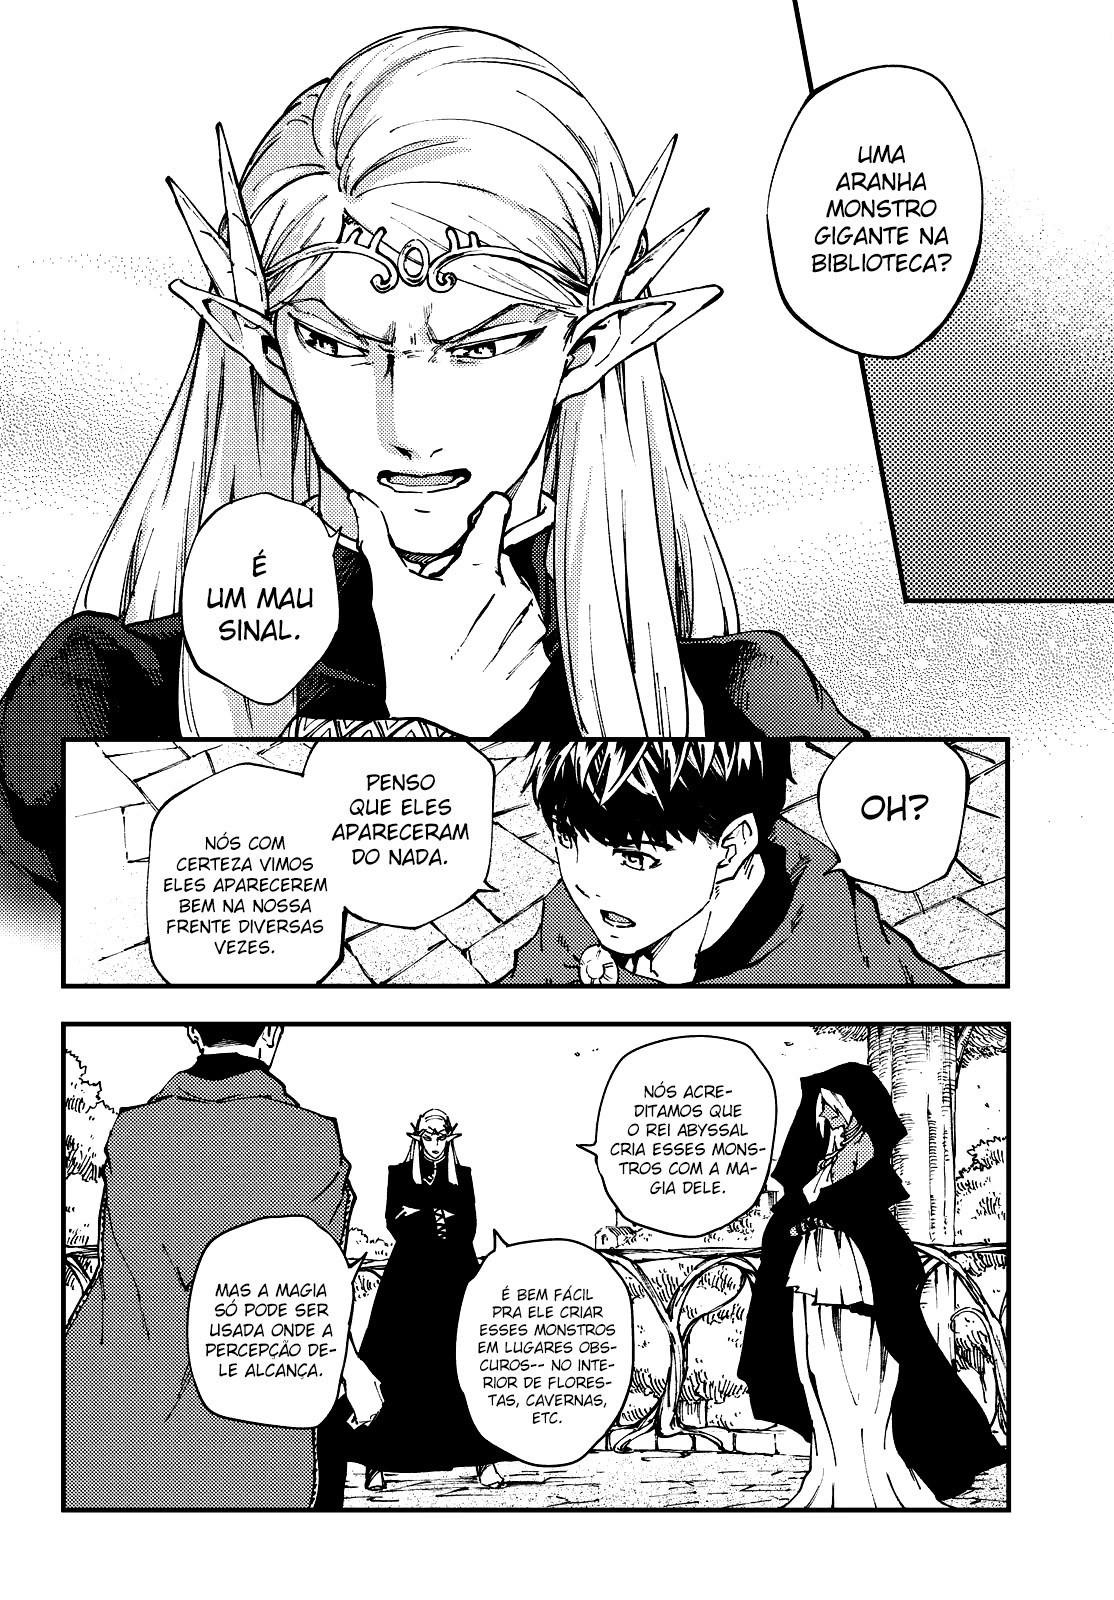 UMA
ARANHA
MONSTRO
GIGANTE NA
BIBLIOTECA?
É
UM MAU
SINAL.
OH?
PENSO
QUE ELES
APARECERAM
DO NADA.
NÓS COM
CERTEZA VIMOS
ELES APARECEREM
BEM NA NOSSA
FRENTE DIVERSAS
VEZES.
NÓS ACRE-
DITAMOS QUE
O REI ABYSSAL
CRIA ESSES MONS-
TROS COM A MA-
GIA DELE.
É BEM FÁCIL
PRA ELE CRIAR
ESSES MONSTROS
EM LUGARES OBS-
CUROS-- NO INTE-
RIOR DE FLORES-
TAS, CAVERNAS,
ETC.
MAS A MAGIA
SÓ PODE SER
USADA ONDE A
PERCEPÇÃO DE-
LE ALCANÇA.